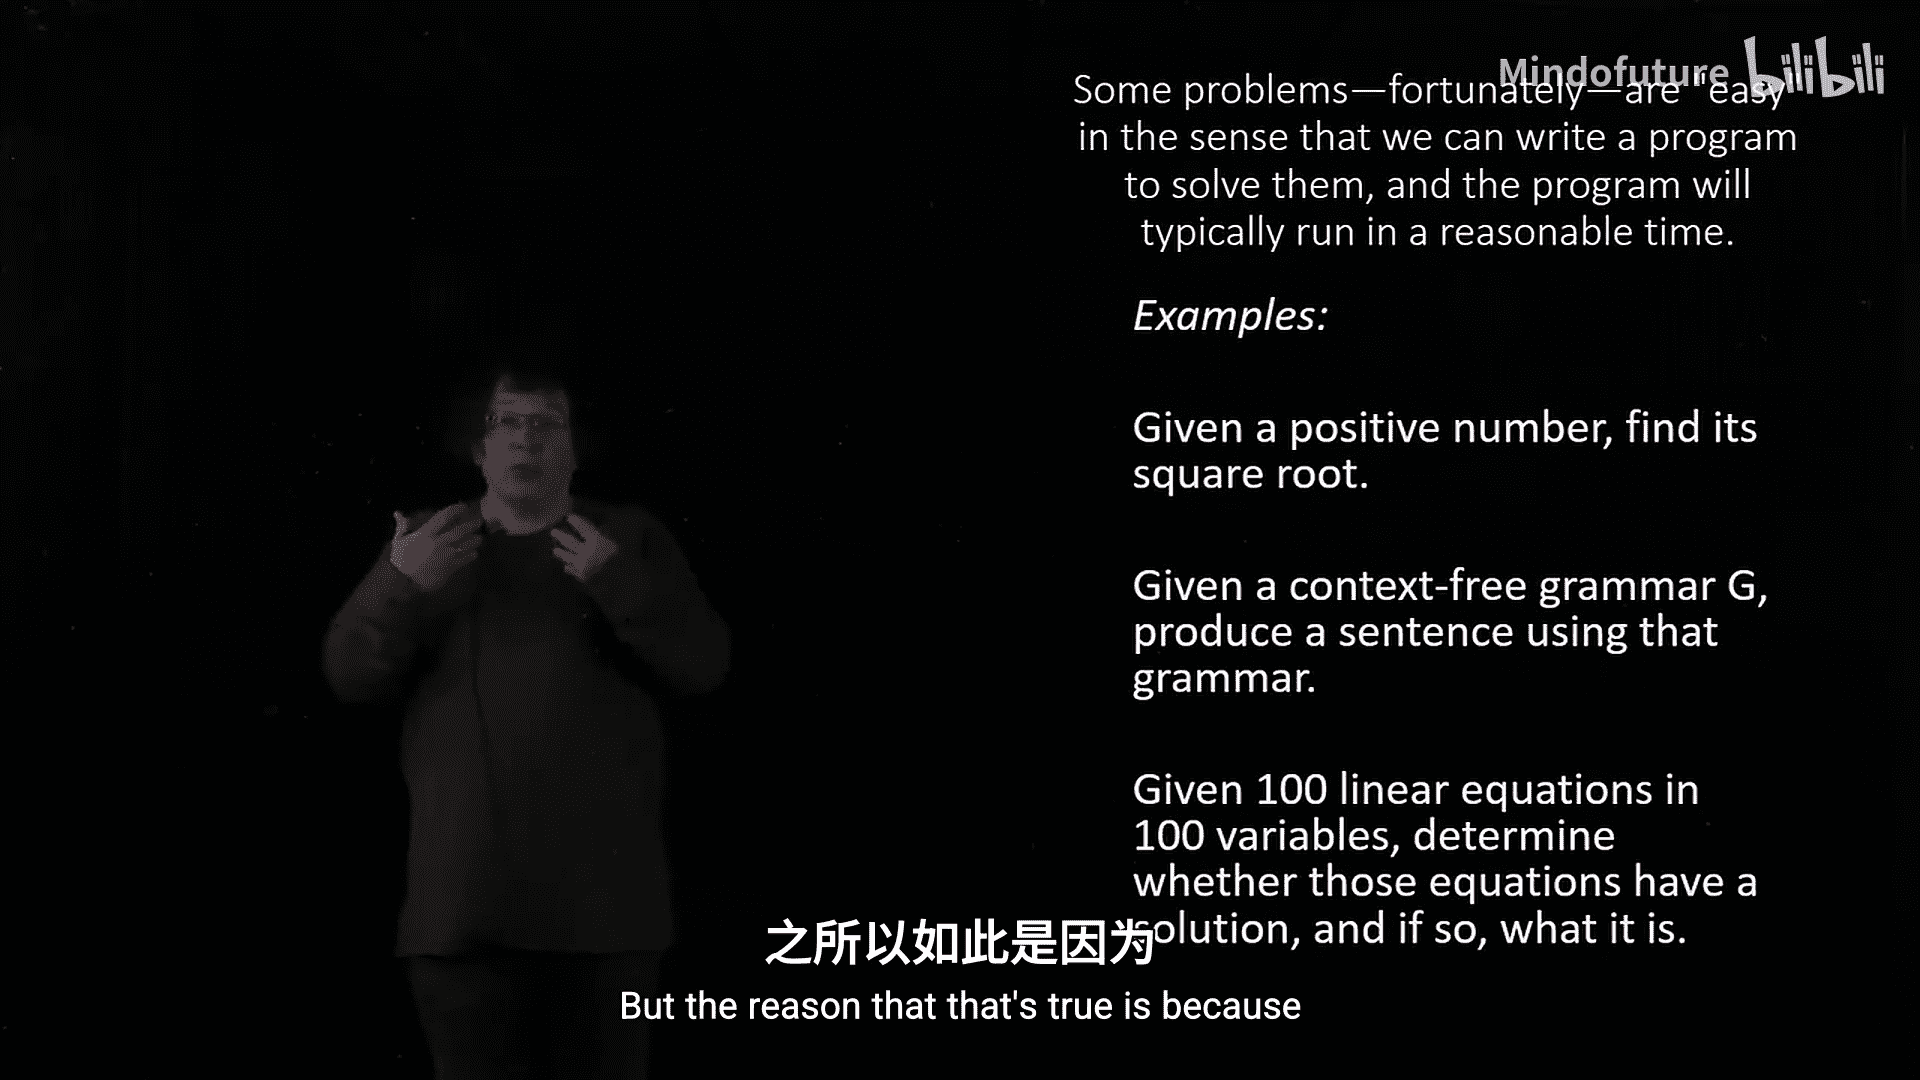 Mindofuture bilibili
Some problems—fortunately—are "easy"
in the sense that we can write a program
to solve them, and the program will
typically run in a reasonable time.
Examples:
Given a positive number, find its
square root.
Given a context-free grammar G,
produce a sentence using that
grammar.
Given 100 linear equations in
100 variables, determine
whether those equations have a
solution, and if so, what it is.
之所以如此是因为
But the reason that that's true is because